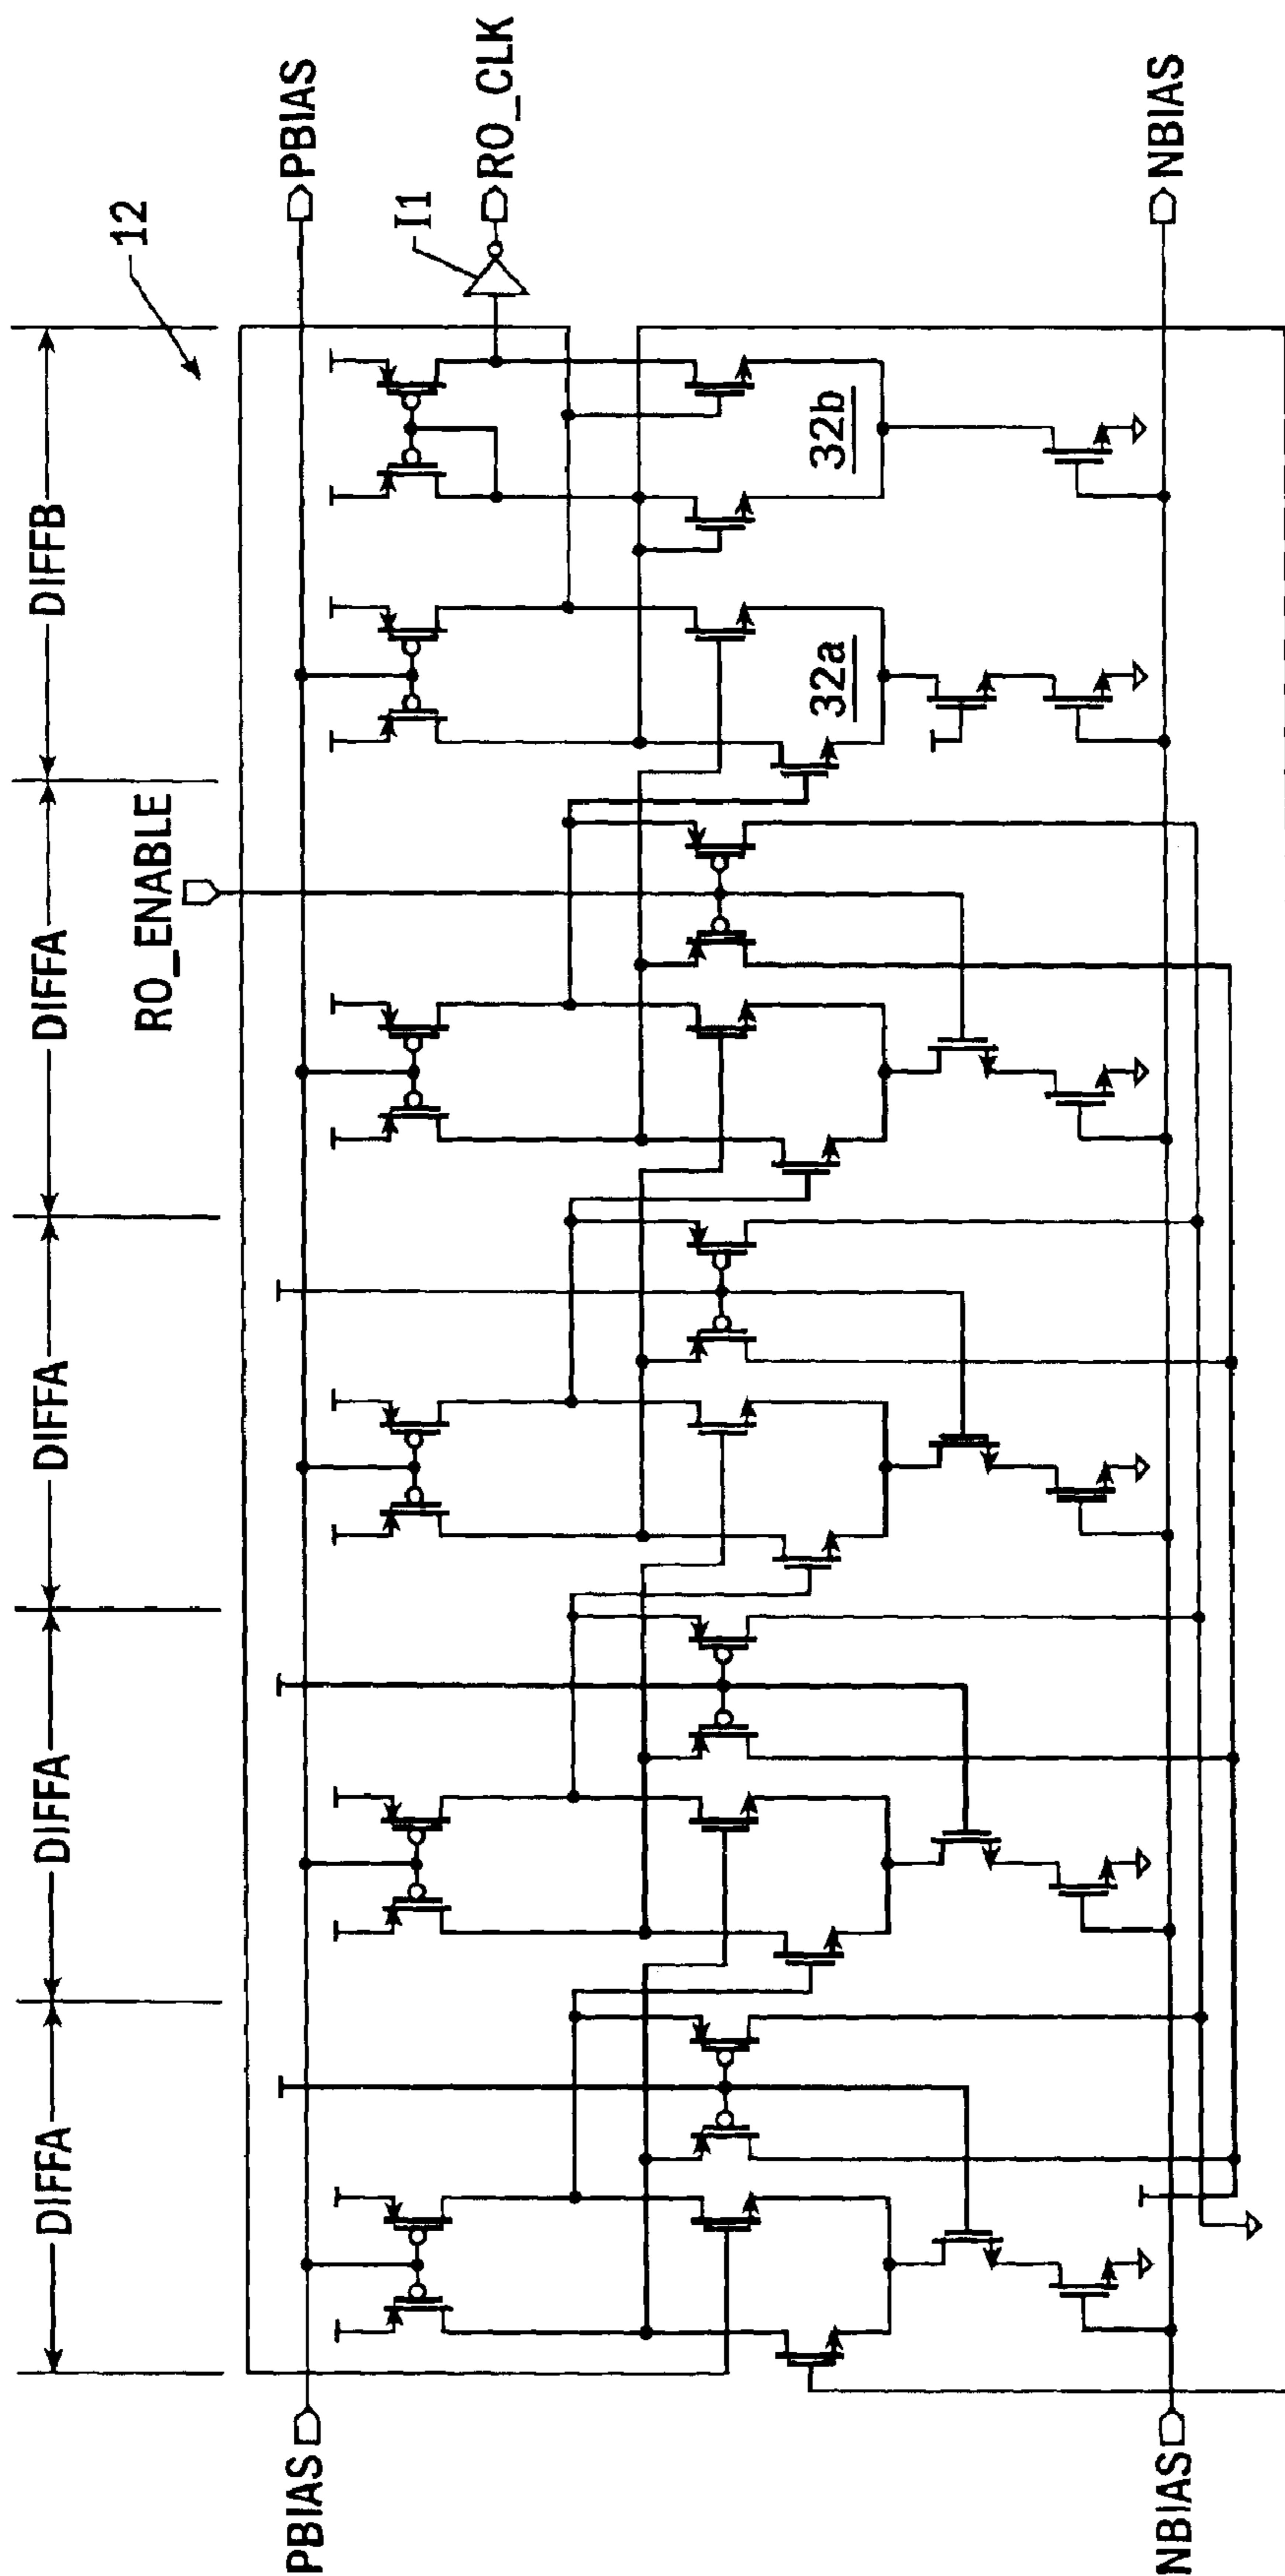 DIFFA
DIFFA
DIFFA
DIFFA
DIFFB
12
RO_ENABLE
PBIAS
PBIAS
I1
RO_CLK
32a
32b
NBIAS
NBIAS